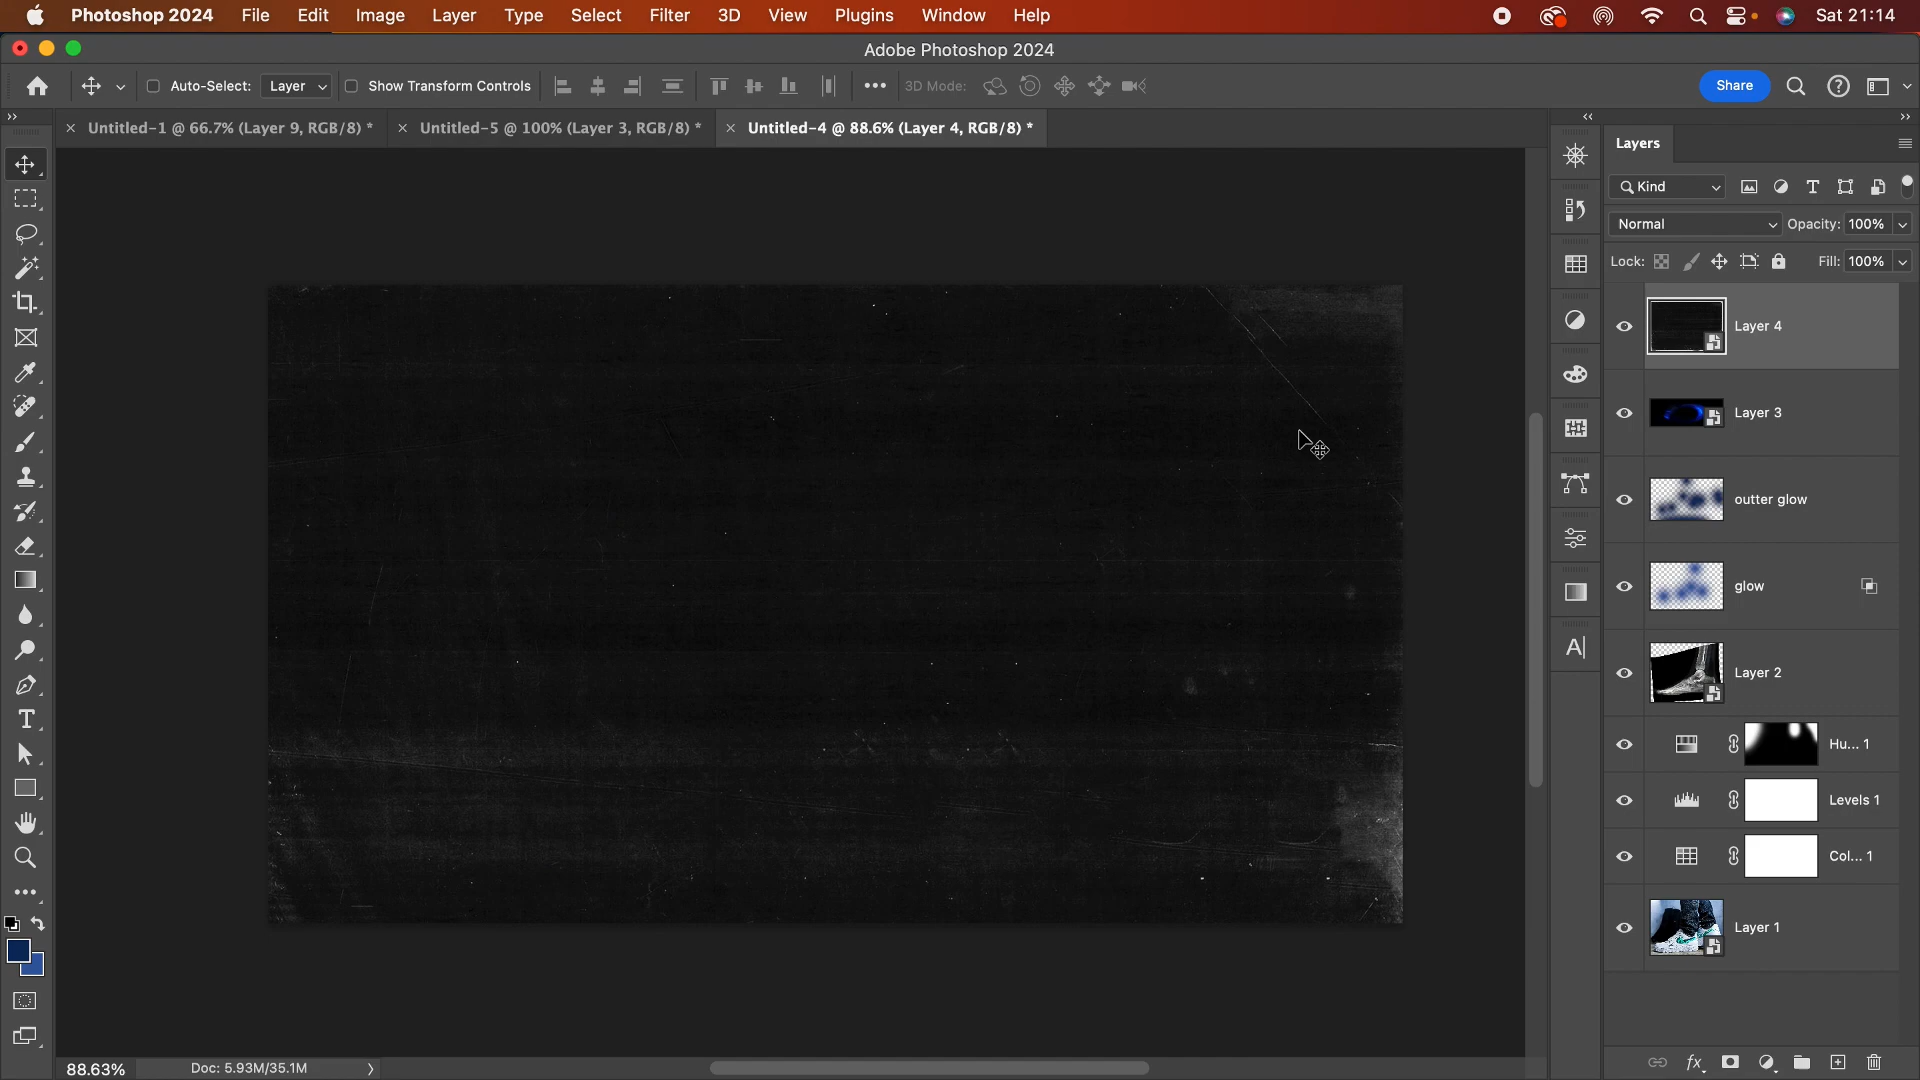 Photoshop 2024 File Edit Image Layer Type Select Filter 3D View Plugins Window Help Sat 21:14
Adobe Photoshop 2024
Auto-Select: Layer Show Transform Controls 3D Mode: Share
Untitled-1 @ 66.7% (Layer 9, RGB/8) * Untitled-5 @ 100% (Layer 3, RGB/8) * Untitled-4 @ 88.6% (Layer 4, RGB/8) *
Layers
Kind
Normal Opacity: 100%
Lock: Fill: 100%
Layer 4
Layer 3
outter glow
glow
Layer 2
Hu... 1
Levels 1
Col... 1
Layer 1
88.63% Doc: 5.93M/35.1M